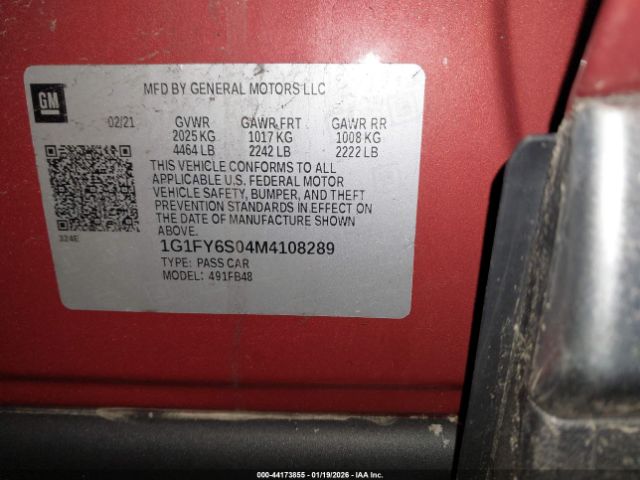 GM
MFD BY GENERAL MOTORS LLC
02/21 GVWR GAWR FRT GAWR RR
2025 KG 1017 KG 1008 KG
4464 LB 2242 LB 2222 LB
THIS VEHICLE CONFORMS TO ALL
APPLICABLE U.S. FEDERAL MOTOR
VEHICLE SAFETY, BUMPER, AND THEFT
PREVENTION STANDARDS IN EFFECT ON
THE DATE OF MANUFACTURE SHOWN
ABOVE.
324E
1G1FY6S04M4108289
TYPE: PASS CAR
MODEL: 491FB48
000-44173855 - 01/19/2026 - IAA Inc.